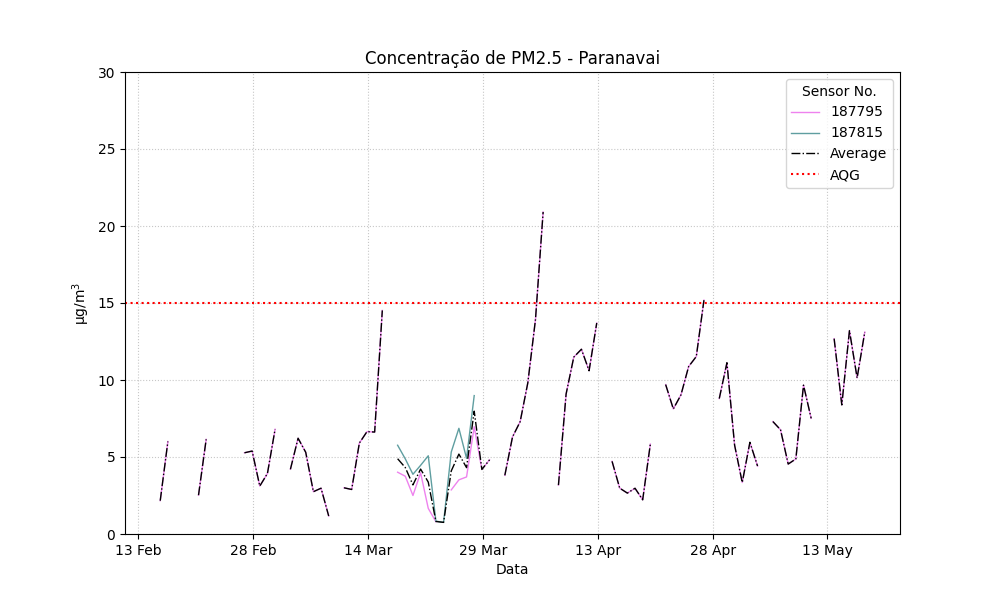 Concentração de PM2.5 - Paranavai
30
25
20
15
10
5
0
µg/m³
Sensor No.
187795
187815
Average
AQG
13 Feb 28 Feb 14 Mar 29 Mar 13 Apr 28 Apr 13 May
Data